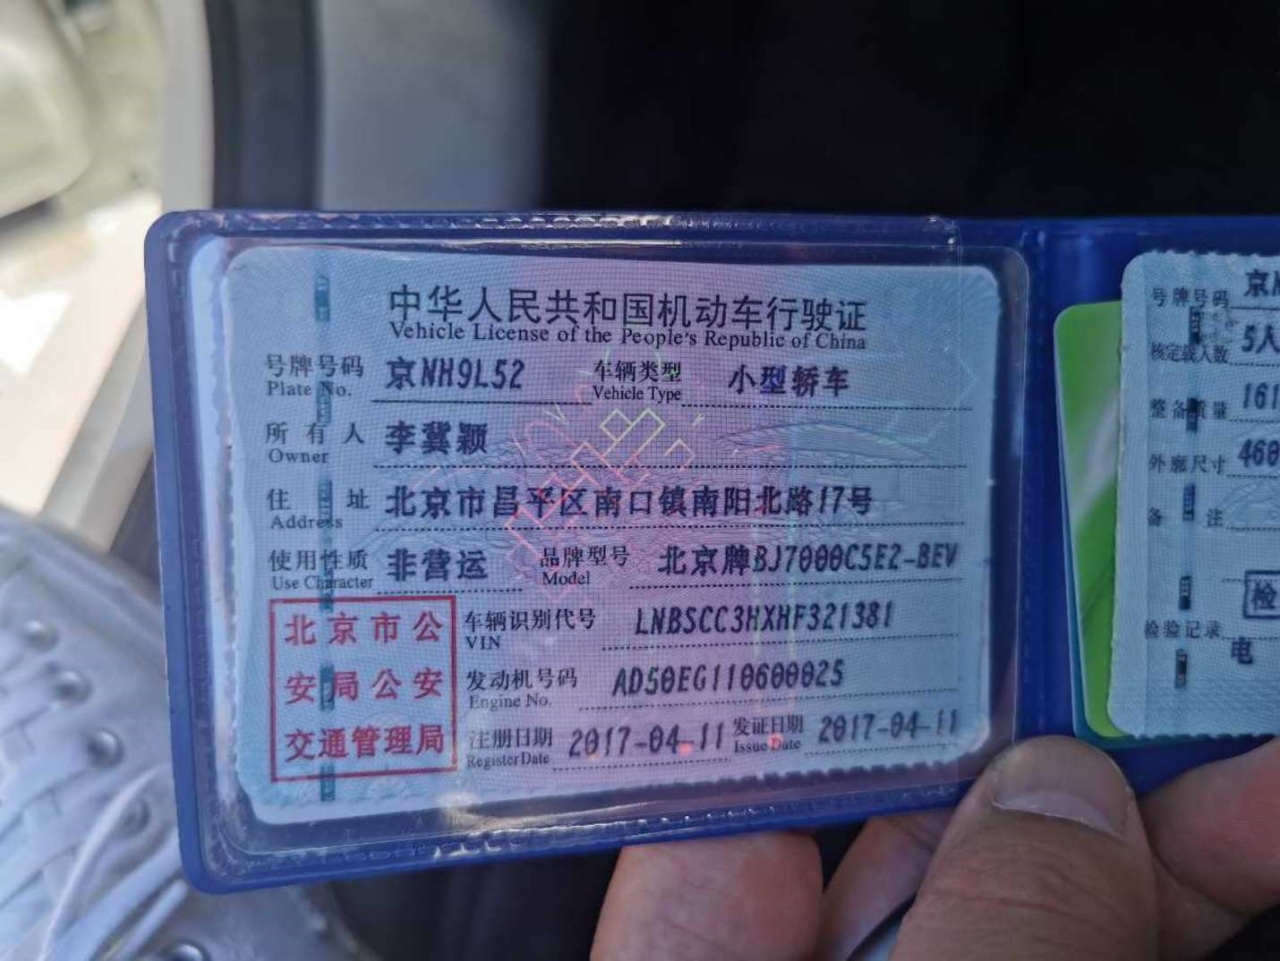 中华人民共和国机动车行驶证
Vehicle License of the People's Republic of China
号牌号码 京NH9L52 车辆类型 小型轿车
Plate No. Vehicle Type
所有人 李冀颖
Owner
住址 北京市昌平区南口镇南阳北路17号
Address
使用性质 非营运 品牌型号 北京牌BJ7000C5E2-BEV
Use Character Model
北京市公
安局公安
交通管理局
车辆识别代号 LNBSCC3HXHF321381
VIN
发动机号码 AD50EG110600025
Engine No.
注册日期 2017-04-11 发证日期 2017-04-11
Register Date Issue Date
号牌号码 京
核定载人数 5人
整备质量 161
外廓尺寸 460
备注
检
检验记录
电